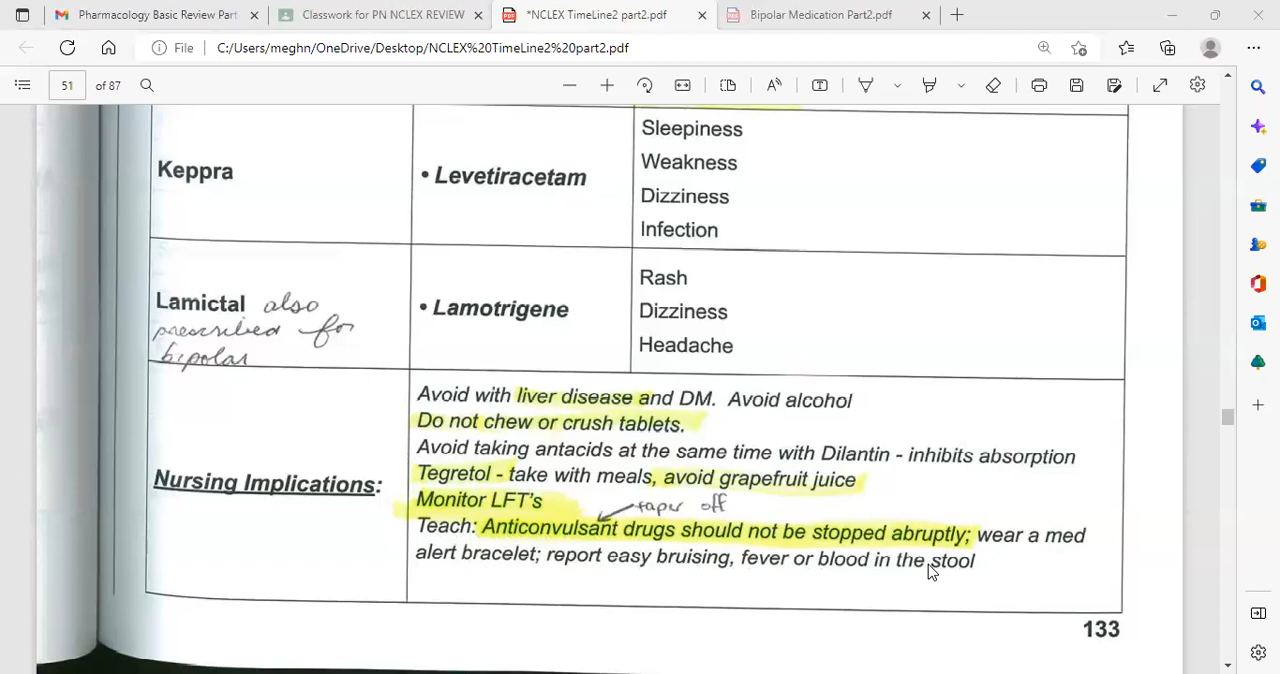 Pharmacology Basic Review Part
Classwork for PN NCLEX REVIEW
*NCLEX TimeLine2 part2.pdf
Bipolar Medication Part2.pdf
File C:/Users/meghn/OneDrive/Desktop/NCLEX%20TimeLine2%20part2.pdf
51 of 87
Keppra
• Levetiracetam
Sleepiness
Weakness
Dizziness
Infection
Lamictal also
prescribed for
bipolar
• Lamotrigene
Rash
Dizziness
Headache
Nursing Implications:
Avoid with liver disease and DM. Avoid alcohol
Do not chew or crush tablets.
Avoid taking antacids at the same time with Dilantin - inhibits absorption
Tegretol - take with meals, avoid grapefruit juice
Monitor LFT's
taper off
Teach: Anticonvulsant drugs should not be stopped abruptly; wear a med
alert bracelet; report easy bruising, fever or blood in the stool
133